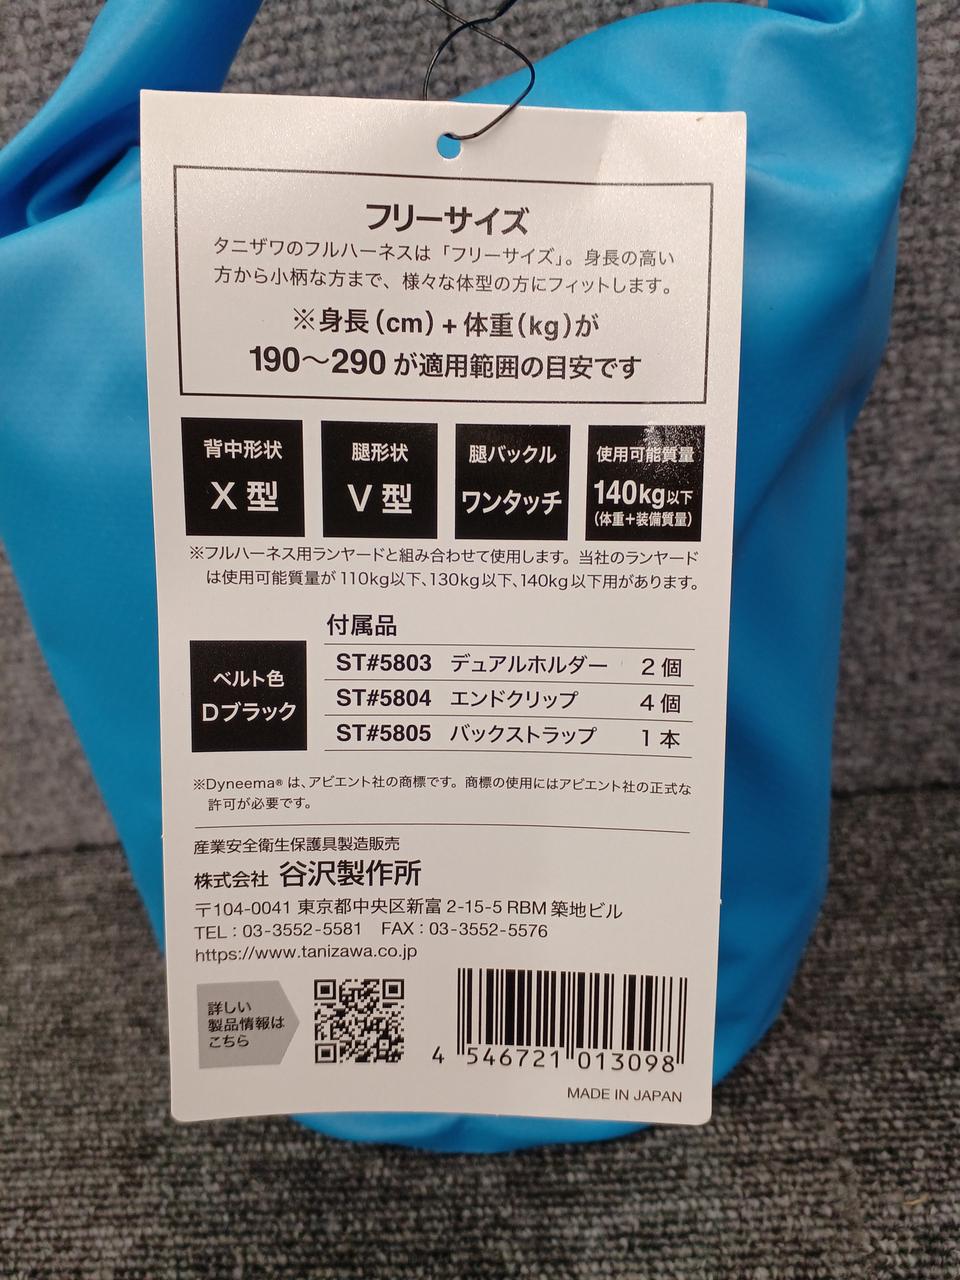 フリーサイズ
タニザワのフルハーネスは「フリーサイズ」。身長の高い
方から小柄な方まで、様々な体型の方にフィットします。
※身長(cm)+体重(kg)が
190〜290 が適用範囲の目安です
背中形状
X 型
腿形状
V 型
腿バックル
ワンタッチ
使用可能質量
140kg以下
(体重+装備質量)
※フルハーネス用ランヤードと組み合わせて使用します。当社のランヤード
は使用可能質量が110kg以下、130kg以下、140kg以下用があります。
付属品
ベルト色
Dブラック
ST#5803 デュアルホルダー 2個
ST#5804 エンドクリップ 4個
ST#5805 バックストラップ 1本
※Dyneema® は、アビエント社の商標です。商標の使用にはアビエント社の正式な
許可が必要です。
産業安全衛生保護具製造販売
株式会社 谷沢製作所
〒104-0041 東京都中央区新富 2-15-5 RBM 築地ビル
TEL:03-3552-5581 FAX:03-3552-5576
https://www.tanizawa.co.jp
詳しい
製品情報は
こちら
4 546721 013098
MADE IN JAPAN